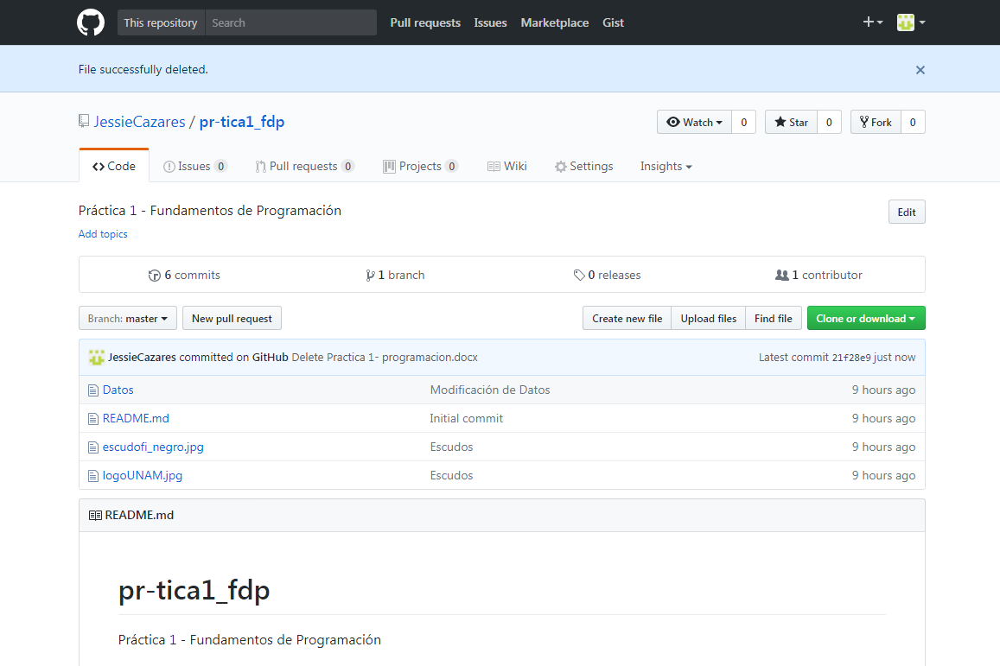 This repository Search Pull requests Issues Marketplace Gist
File successfully deleted.
JessieCazares / pr-tica1_fdp Watch 0 Star 0 Fork 0
Code Issues 0 Pull requests 0 Projects 0 Wiki Settings Insights
Práctica 1 - Fundamentos de Programación Edit
Add topics
6 commits 1 branch 0 releases 1 contributor
Branch: master New pull request Create new file Upload files Find file Clone or download
JessieCazares committed on GitHub Delete Practica 1- programacion.docx Latest commit 21f28e9 just now
Datos Modificación de Datos 9 hours ago
README.md Initial commit 9 hours ago
escudofi_negro.jpg Escudos 9 hours ago
logoUNAM.jpg Escudos 9 hours ago
README.md
pr-tica1_fdp
Práctica 1 - Fundamentos de Programación